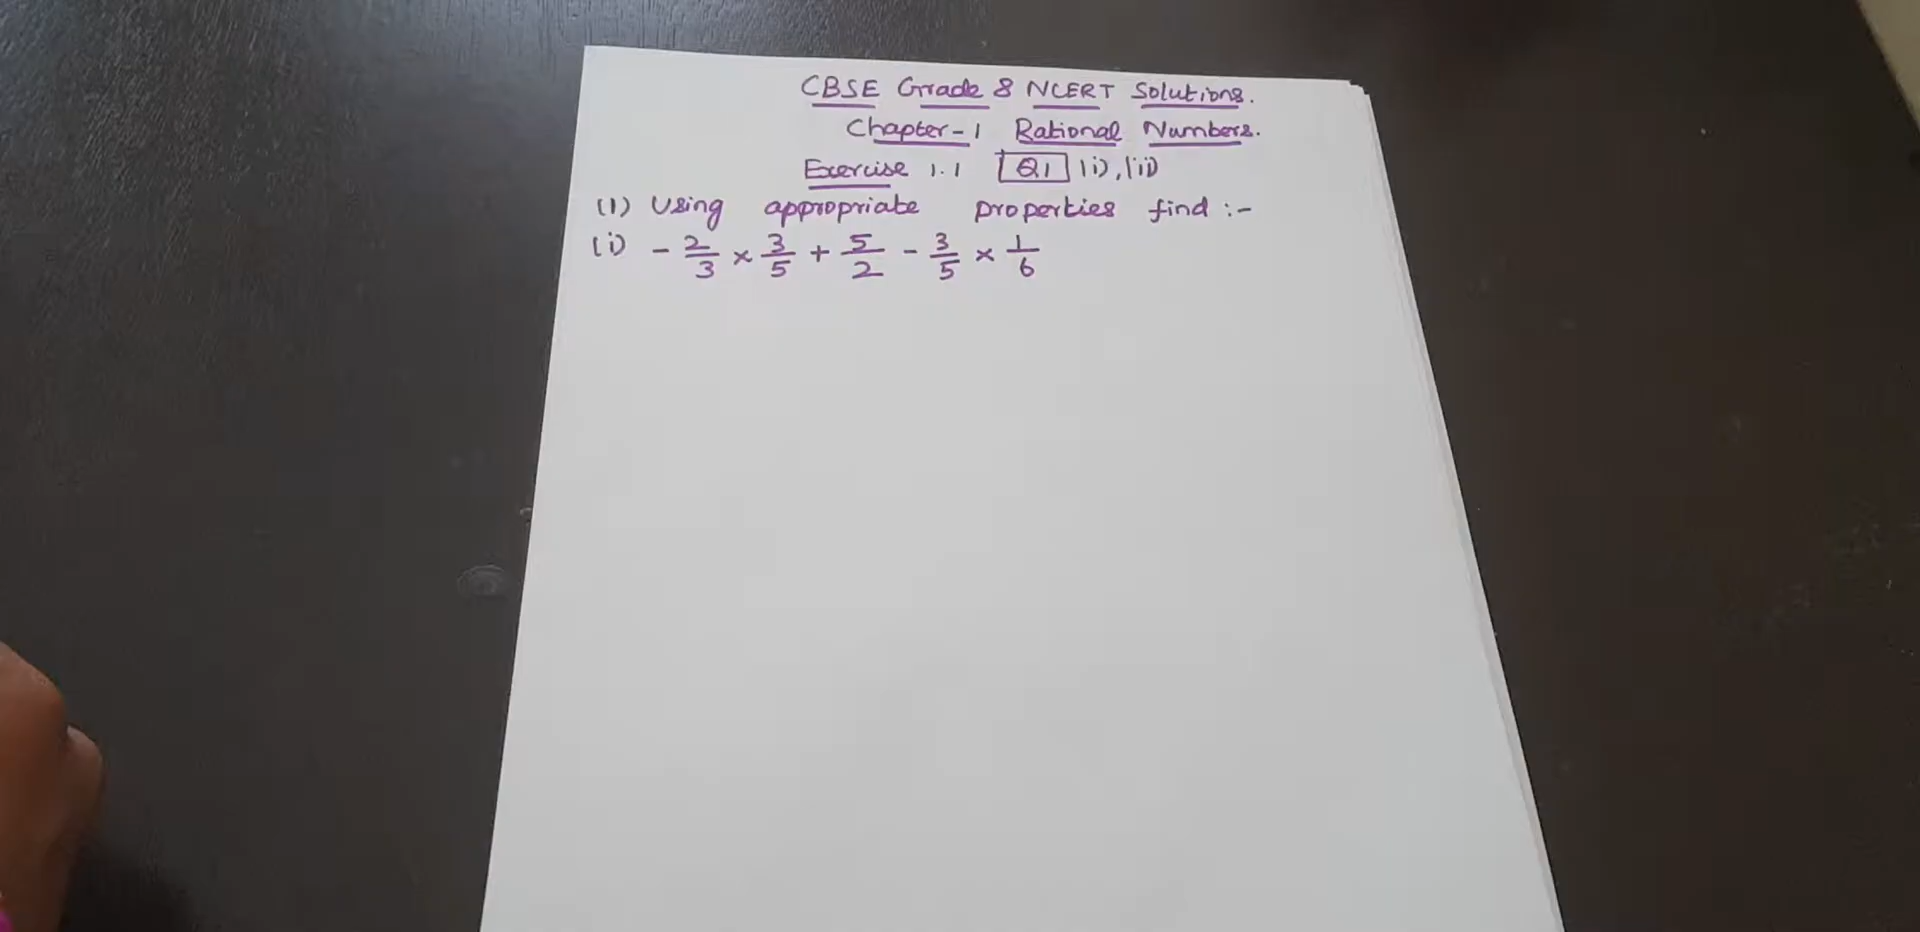 CBSE Grade 8 NCERT Solutions.
Chapter-1 Rational Numbers.
Exercise 1.1 Q1 (i), (ii)
(1) Using appropriate properties find :-
(i) - 2/3 × 3/5 + 5/2 - 3/5 × 1/6